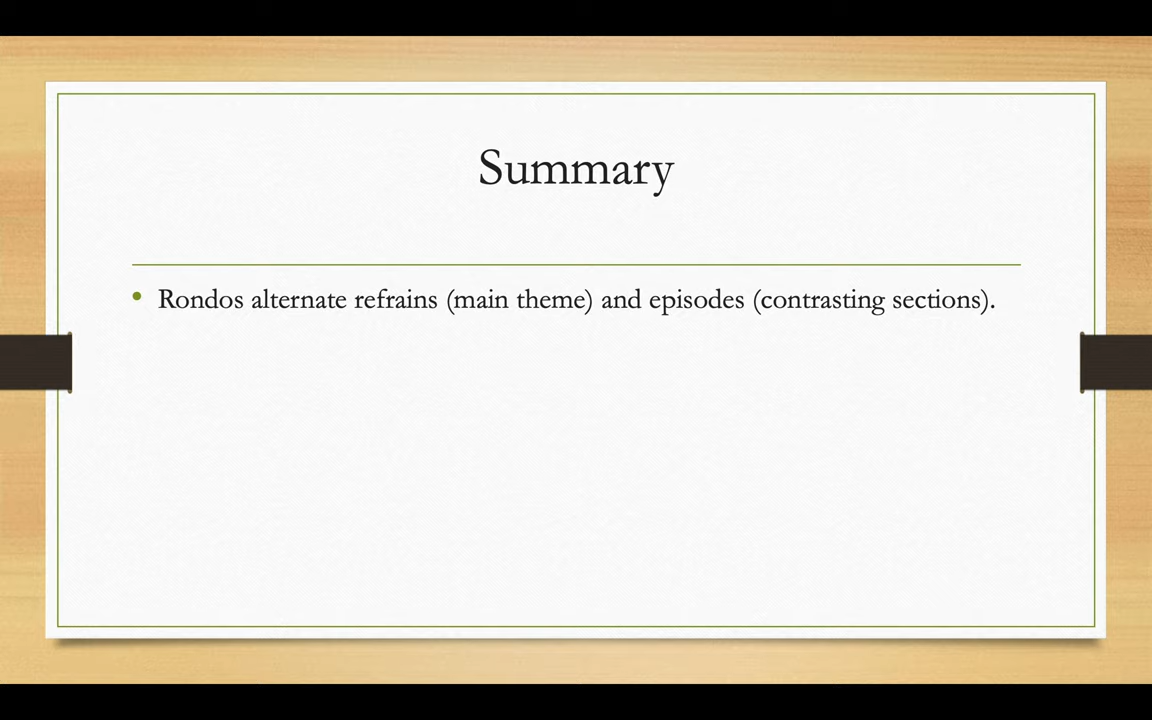 Summary
• Rondos alternate refrains (main theme) and episodes (contrasting sections).